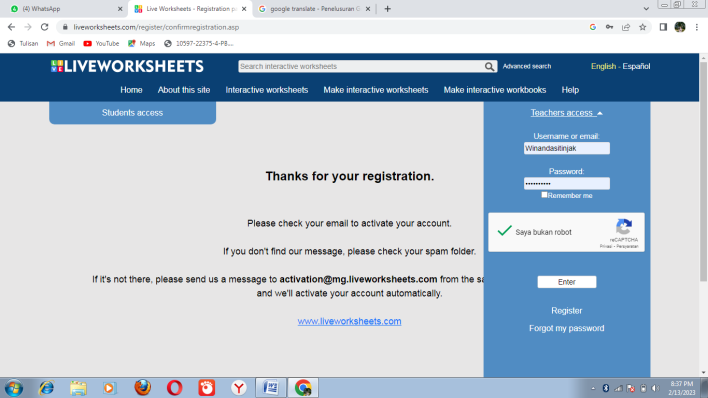 (4) WhatsApp
Live Worksheets - Registration p
google translate - Penelusuran G
liveworksheets.com/register/confirmregistration.asp
Tulisan
Gmail
YouTube
Maps
10597-22375-4-PB...
LIVEWORKSHEETS
Search interactive worksheets
Advanced search
English - Español
Home
About this site
Interactive worksheets
Make interactive worksheets
Make interactive workbooks
Help
Students access
Teachers access
Username or email:
Winandasitinjak
Password:
Remember me
Saya bukan robot
reCAPTCHA
Privasi - Persyaratan
Enter
Register
Forgot my password
Thanks for your registration.
Please check your email to activate your account.
If you don't find our message, please check your spam folder.
If it's not there, please send us a message to activation@mg.liveworksheets.com from the sa
and we'll activate your account automatically.
www.liveworksheets.com
8:37 PM
2/13/2023